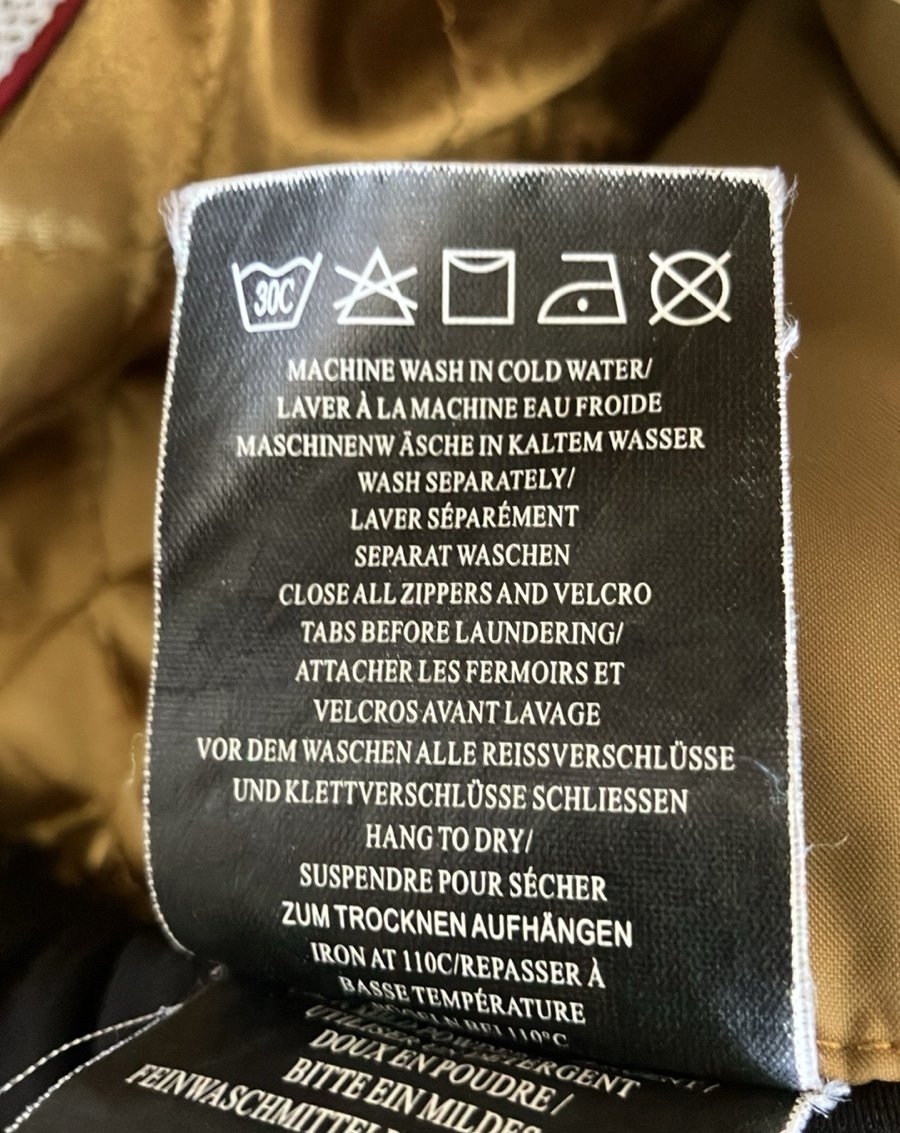 30C
MACHINE WASH IN COLD WATER/
LAVER À LA MACHINE EAU FROIDE
MASCHINENW ÄSCHE IN KALTEM WASSER
WASH SEPARATELY/
LAVER SÉPARÉMENT
SEPARAT WASCHEN
CLOSE ALL ZIPPERS AND VELCRO
TABS BEFORE LAUNDERING/
ATTACHER LES FERMOIRS ET
VELCROS AVANT LAVAGE
VOR DEM WASCHEN ALLE REISSVERSCHLÜSSE
UND KLETTVERSCHLÜSSE SCHLIESSEN
HANG TO DRY/
SUSPENDRE POUR SÉCHER
ZUM TROCKNEN AUFHÄNGEN
IRON AT 110C/REPASSER À
BASSE TEMPÉRATURE
BEI 110°C
DOUX EN POUDRE/
BITTE EIN MILDES